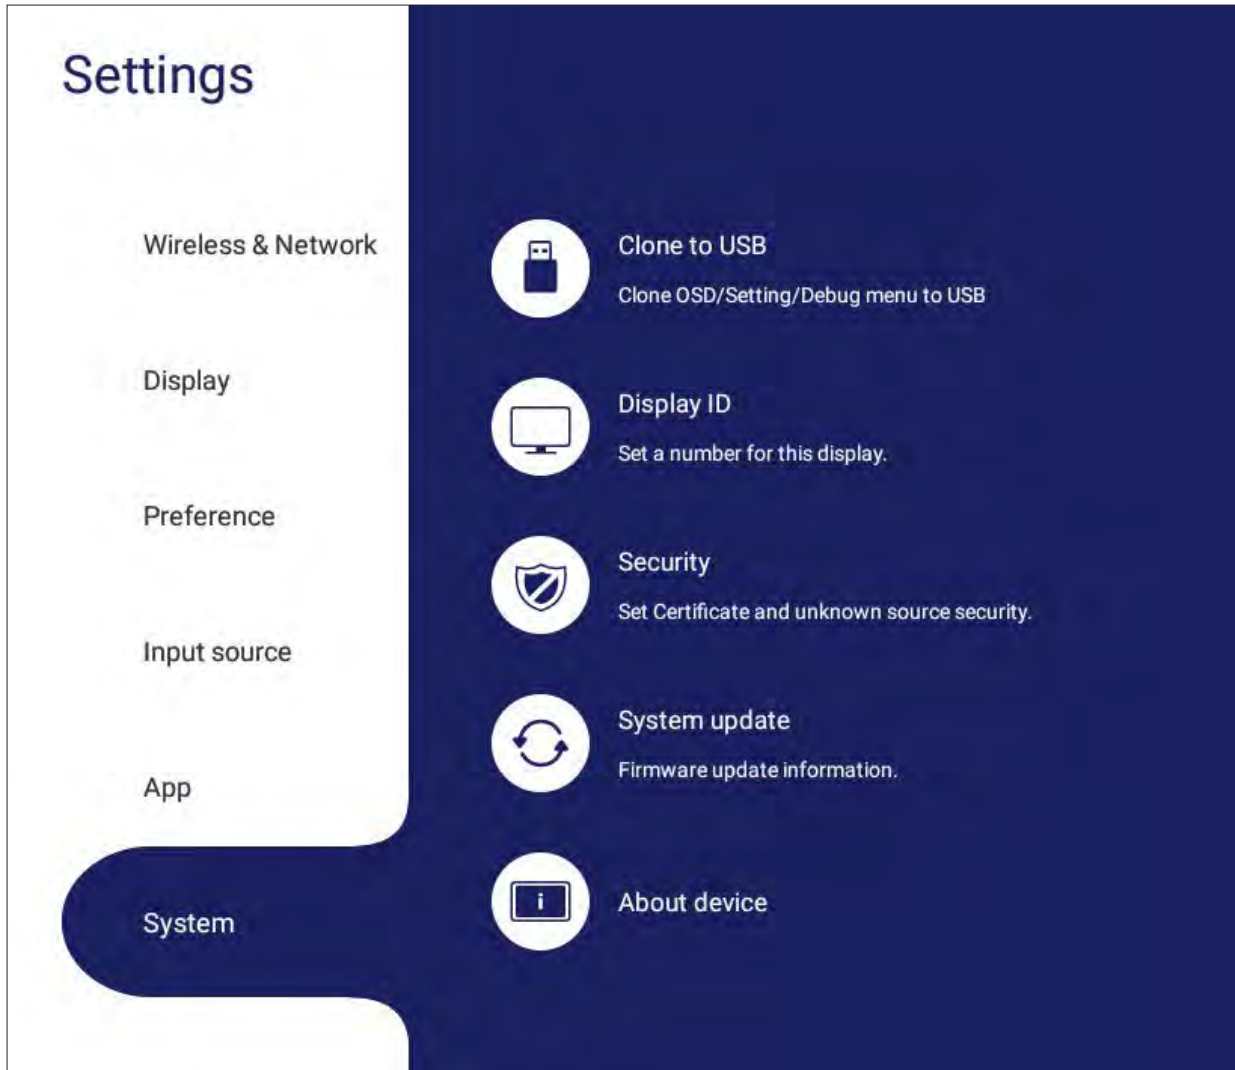 Settings
Wireless & Network
Display
Preference
Input source
App
System
Clone to USB
Clone OSD/Setting/Debug menu to USB
Display ID
Set a number for this display.
Security
Set Certificate and unknown source security.
System update
Firmware update information.
i
About device